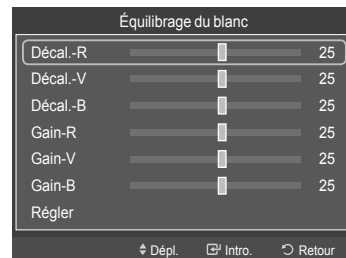 Équilibrage du blanc
Décal.-R 25
Décal.-V 25
Décal.-B 25
Gain-R 25
Gain-V 25
Gain-B 25
Régler
Dépl. Intro. Retour